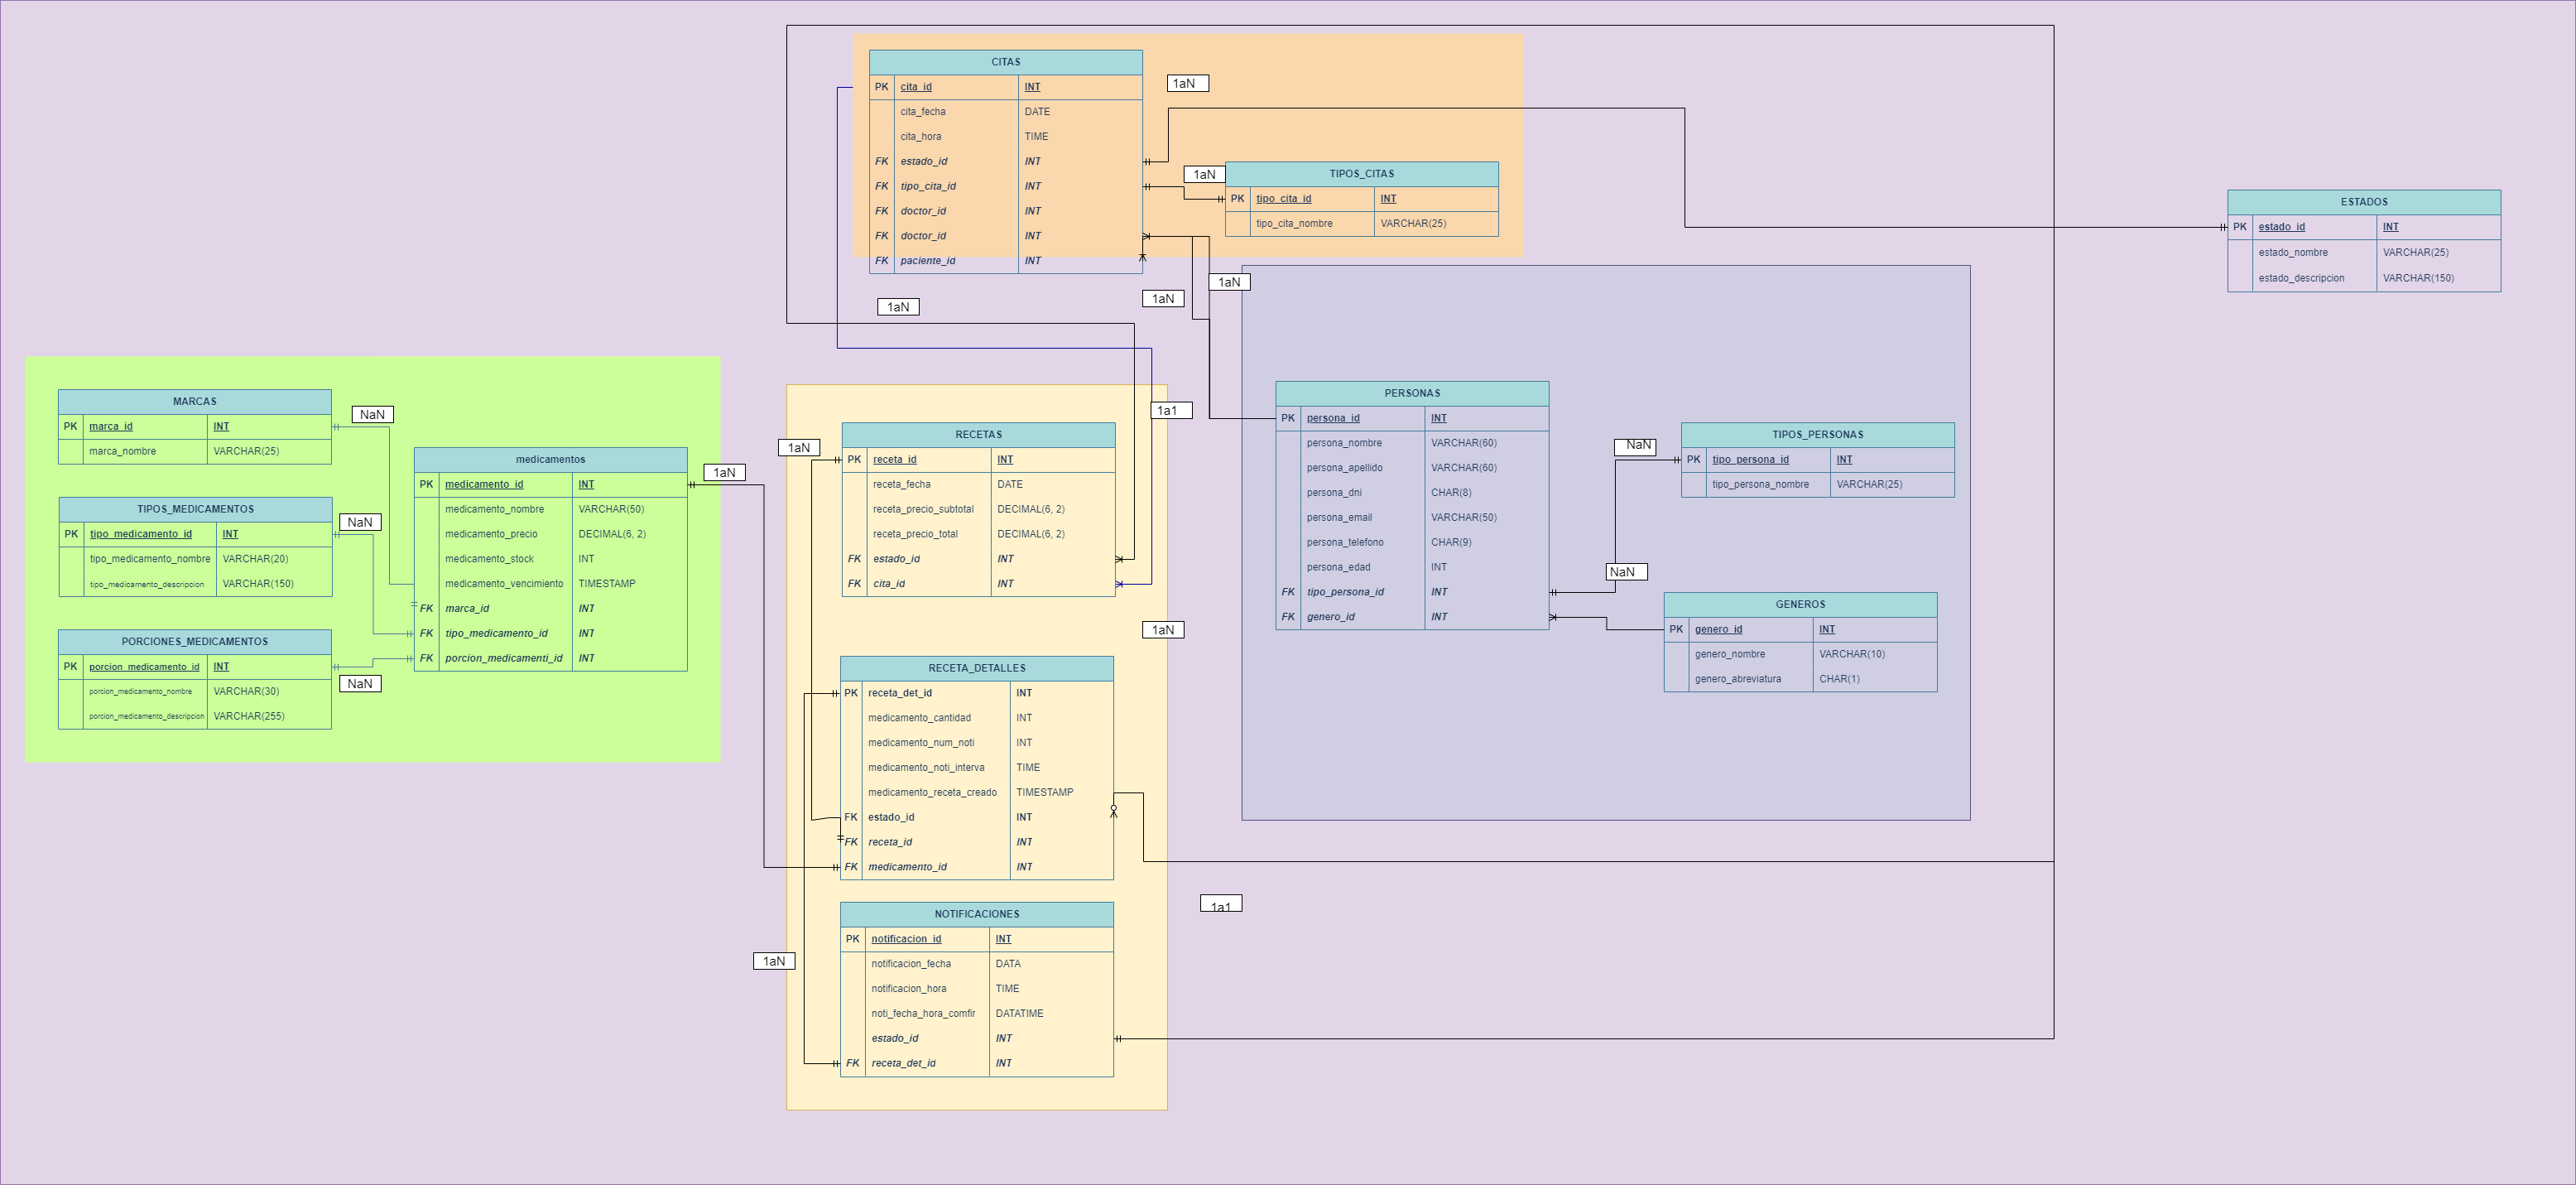 CITAS
PK cita_id INT
cita_fecha DATE
cita_hora TIME
FK estado_id INT
FK tipo_cita_id INT
FK doctor_id INT
FK doctor_id INT
FK paciente_id INT
1aN
1aN
TIPOS_CITAS
PK tipo_cita_id INT
tipo_cita_nombre VARCHAR(25)
ESTADOS
PK estado_id INT
estado_nombre VARCHAR(25)
estado_descripcion VARCHAR(150)
1aN
1aN
1aN
MARCAS
PK marca_id INT
marca_nombre VARCHAR(25)
NaN
TIPOS_MEDICAMENTOS
PK tipo_medicamento_id INT
tipo_medicamento_nombre VARCHAR(20)
tipo_medicamento_descripcion VARCHAR(150)
NaN
PORCIONES_MEDICAMENTOS
PK porcion_medicamento_id INT
porcion_medicamento_nombre VARCHAR(30)
porcion_medicamento_descripcion VARCHAR(255)
NaN
medicamentos
PK medicamento_id INT
medicamento_nombre VARCHAR(50)
medicamento_precio DECIMAL(6, 2)
medicamento_stock INT
medicamento_vencimiento TIMESTAMP
FK marca_id INT
FK tipo_medicamento_id INT
FK porcion_medicamenti_id INT
1aN
1aN
1a1
RECETAS
PK receta_id INT
receta_fecha DATE
receta_precio_subtotal DECIMAL(6, 2)
receta_precio_total DECIMAL(6, 2)
FK estado_id INT
FK cita_id INT
1aN
RECETA_DETALLES
PK receta_det_id INT
medicamento_cantidad INT
medicamento_num_noti INT
medicamento_noti_interva TIME
medicamento_receta_creado TIMESTAMP
FK estado_id INT
FK receta_id INT
FK medicamento_id INT
1a1
NOTIFICACIONES
PK notificacion_id INT
notificacion_fecha DATA
notificacion_hora TIME
noti_fecha_hora_comfir DATATIME
estado_id INT
FK receta_det_id INT
1aN
PERSONAS
PK persona_id INT
persona_nombre VARCHAR(60)
persona_apellido VARCHAR(60)
persona_dni CHAR(8)
persona_email VARCHAR(50)
persona_telefono CHAR(9)
persona_edad INT
FK tipo_persona_id INT
FK genero_id INT
NaN
TIPOS_PERSONAS
PK tipo_persona_id INT
tipo_persona_nombre VARCHAR(25)
NaN
GENEROS
PK genero_id INT
genero_nombre VARCHAR(10)
genero_abreviatura CHAR(1)